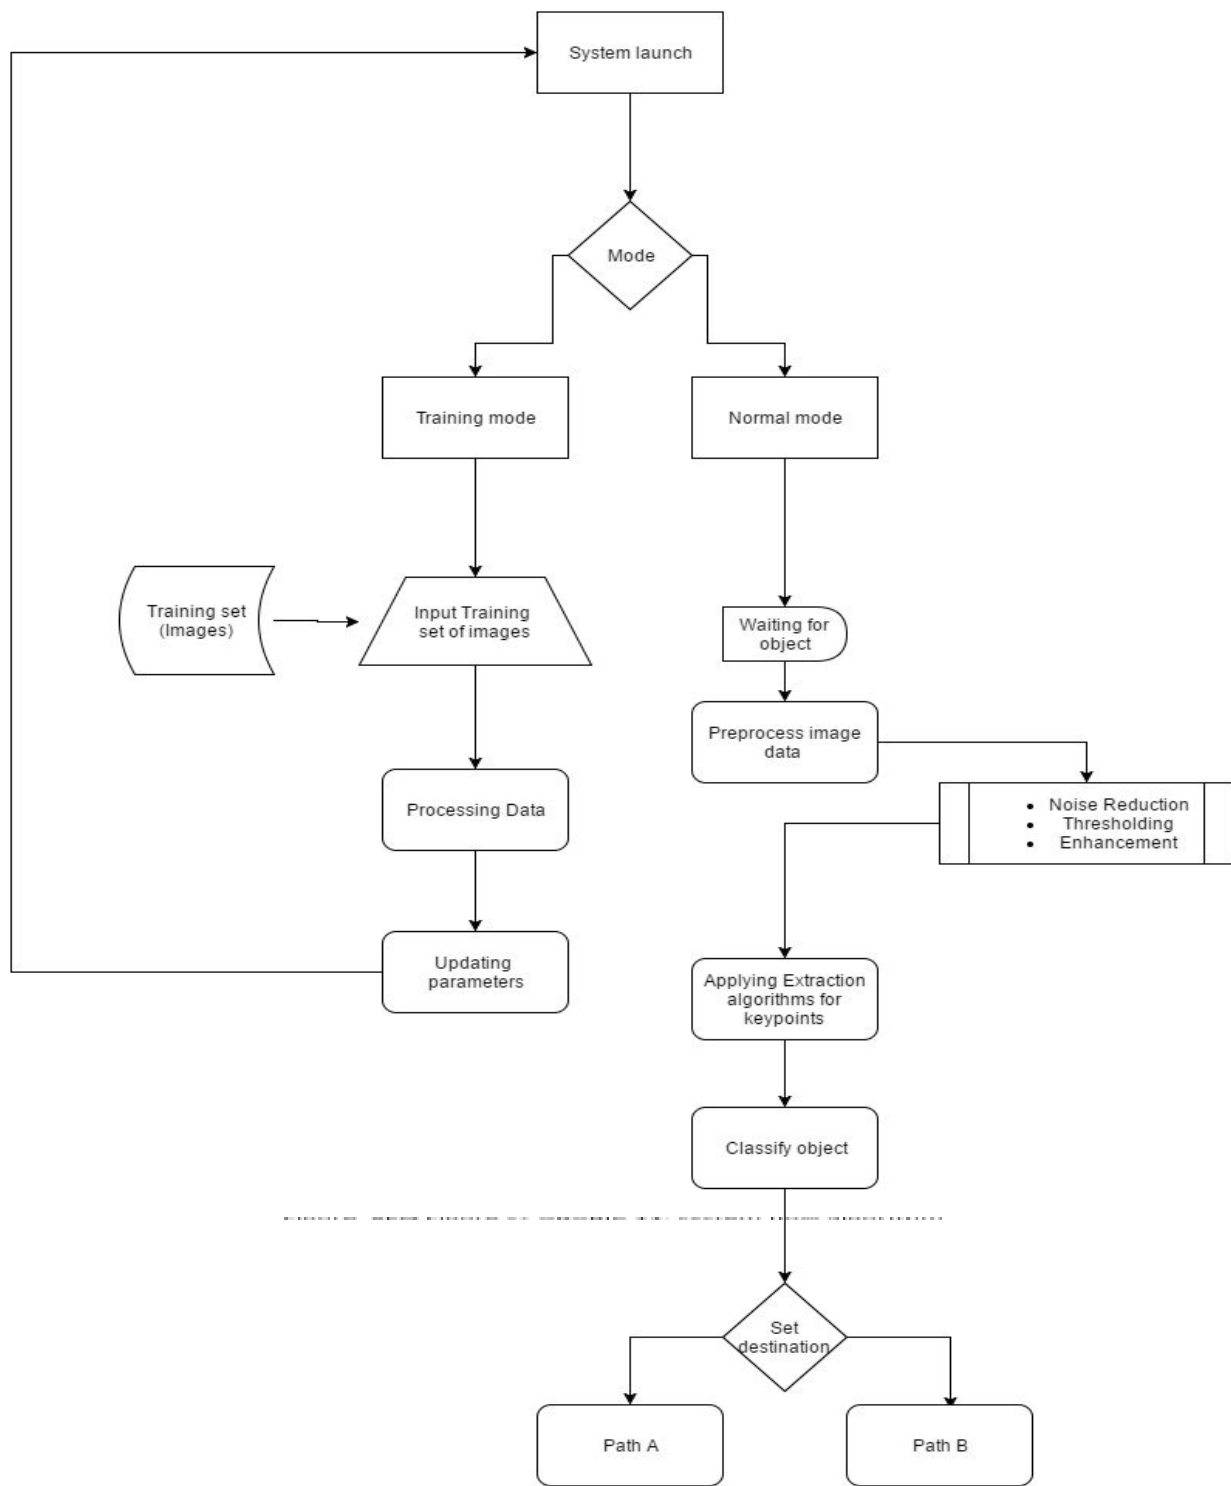 System launch
Mode
Training mode
Normal mode
Training set
(Images)
Input Training
set of images
Waiting for
object
Preprocess image
data
Processing Data
• Noise Reduction
• Thresholding
• Enhancement
Updating
parameters
Applying Extraction
algorithms for
keypoints
Classify object
Set
destination
Path A
Path B